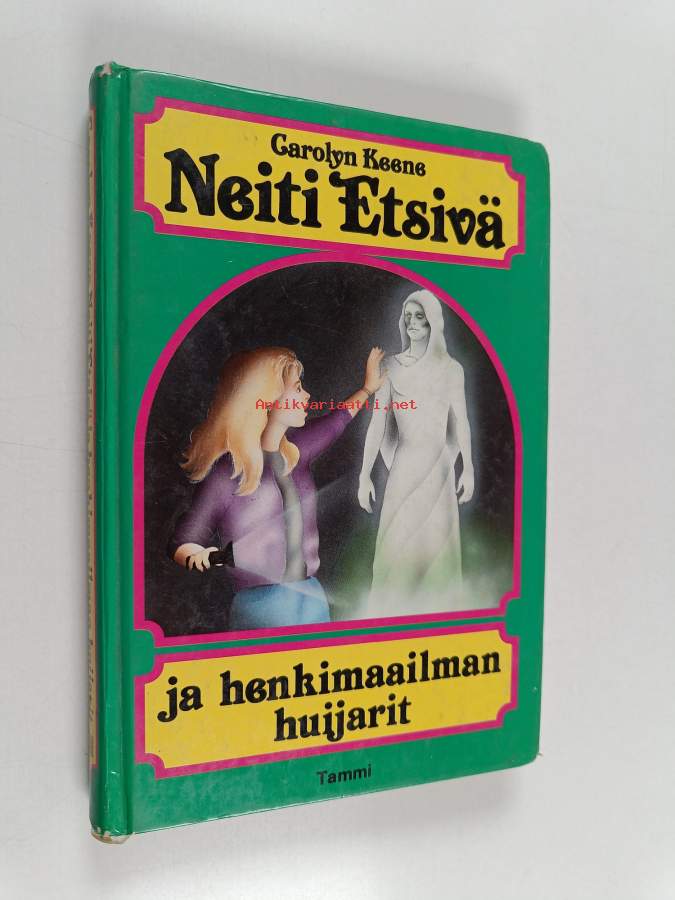 Carolyn Keene
Neiti Etsivä
Antikvariaatti.net
ja henkimaailman
huijarit
Tammi